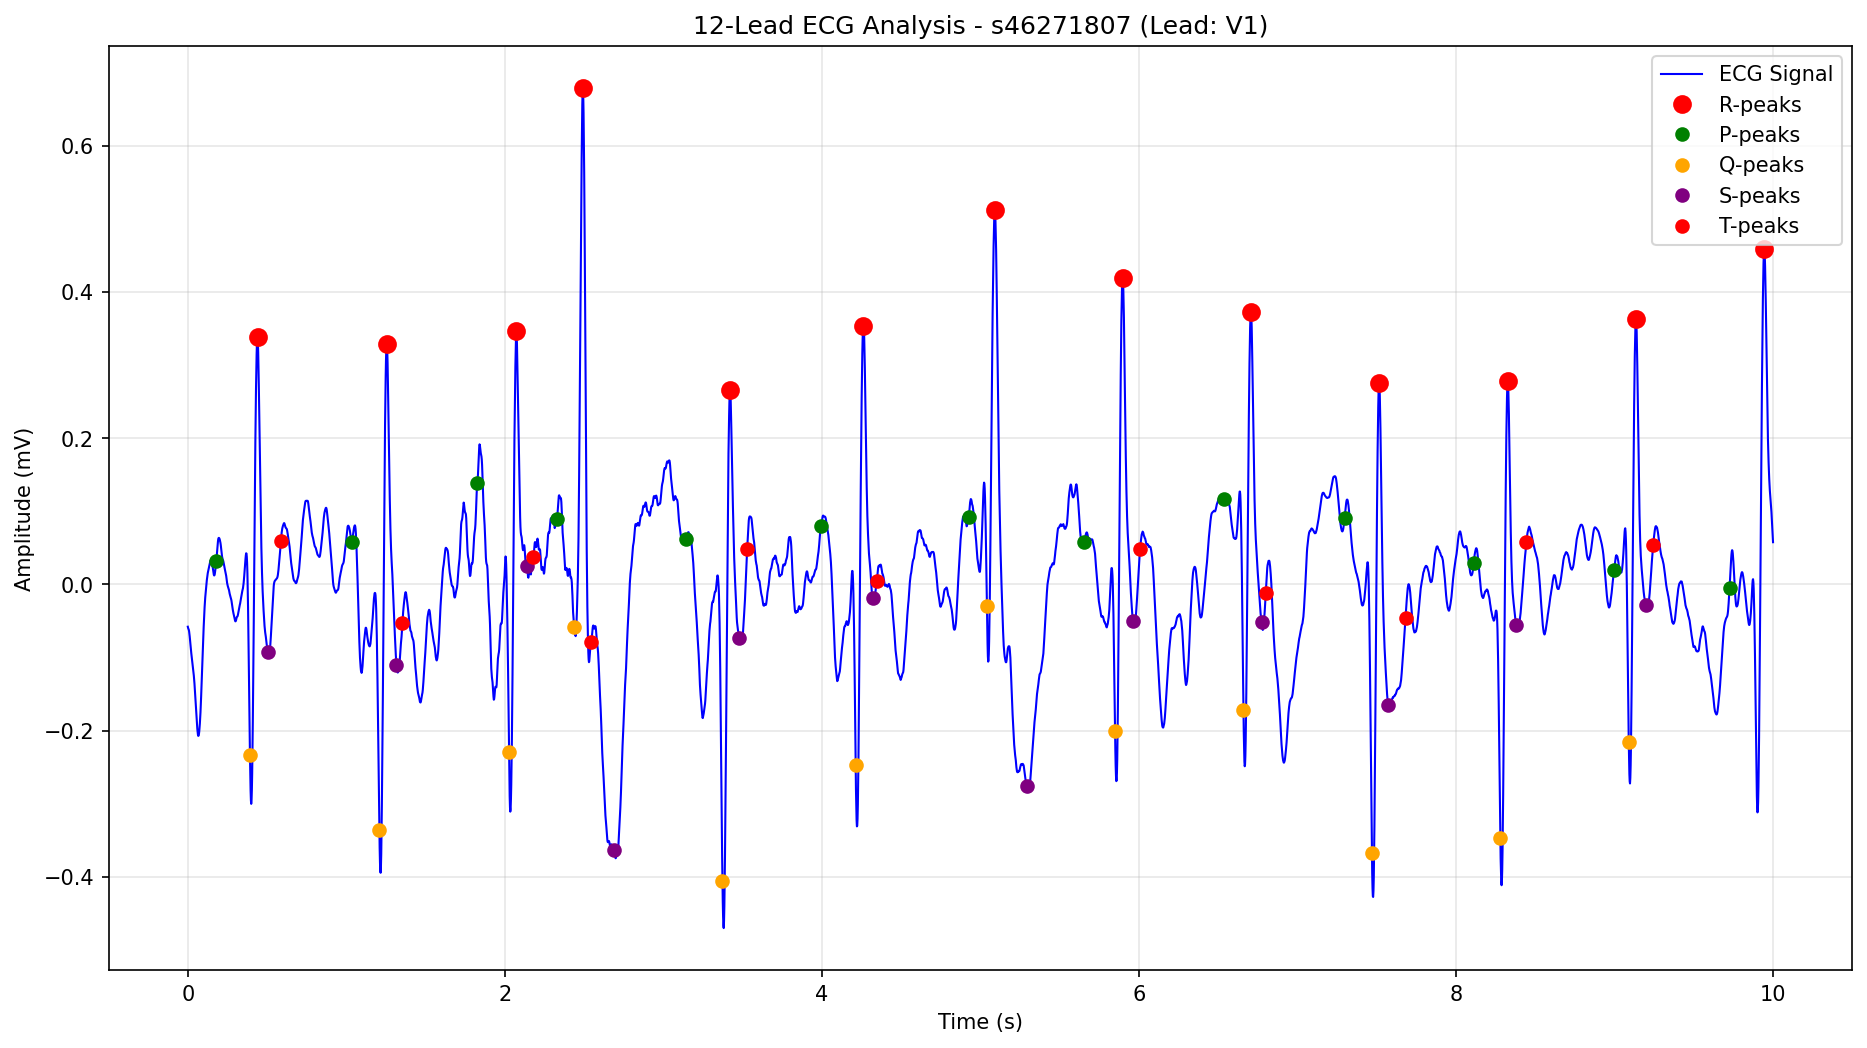 12-Lead ECG Analysis - s46271807 (Lead: V1)
ECG Signal
R-peaks
P-peaks
Q-peaks
S-peaks
T-peaks
Amplitude (mV)
0.6
0.4
0.2
0.0
−0.2
−0.4
0 2 4 6 8 10
Time (s)